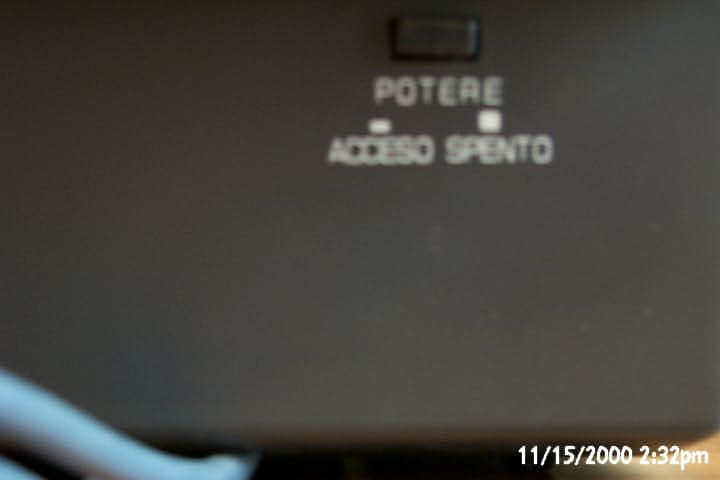 POTERE
ACCESO SPENTO
11/15/2000 2:32pm